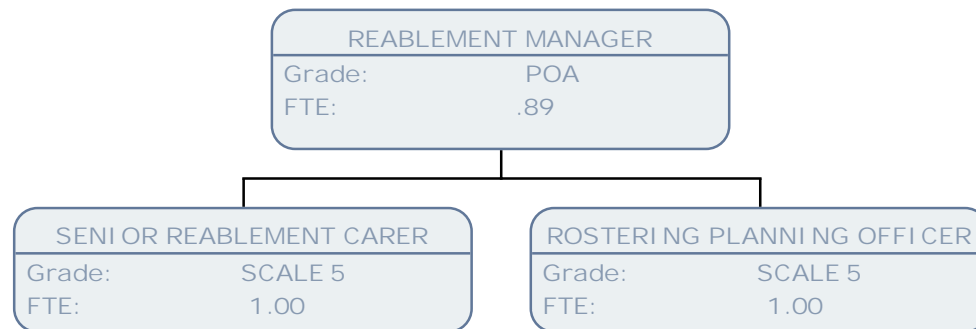 REABLEMENT MANAGER
Grade: POA
FTE: .89
SENIOR REABLEMENT CARER
Grade: SCALE 5
FTE: 1.00
ROSTERING PLANNING OFFICER
Grade: SCALE 5
FTE: 1.00